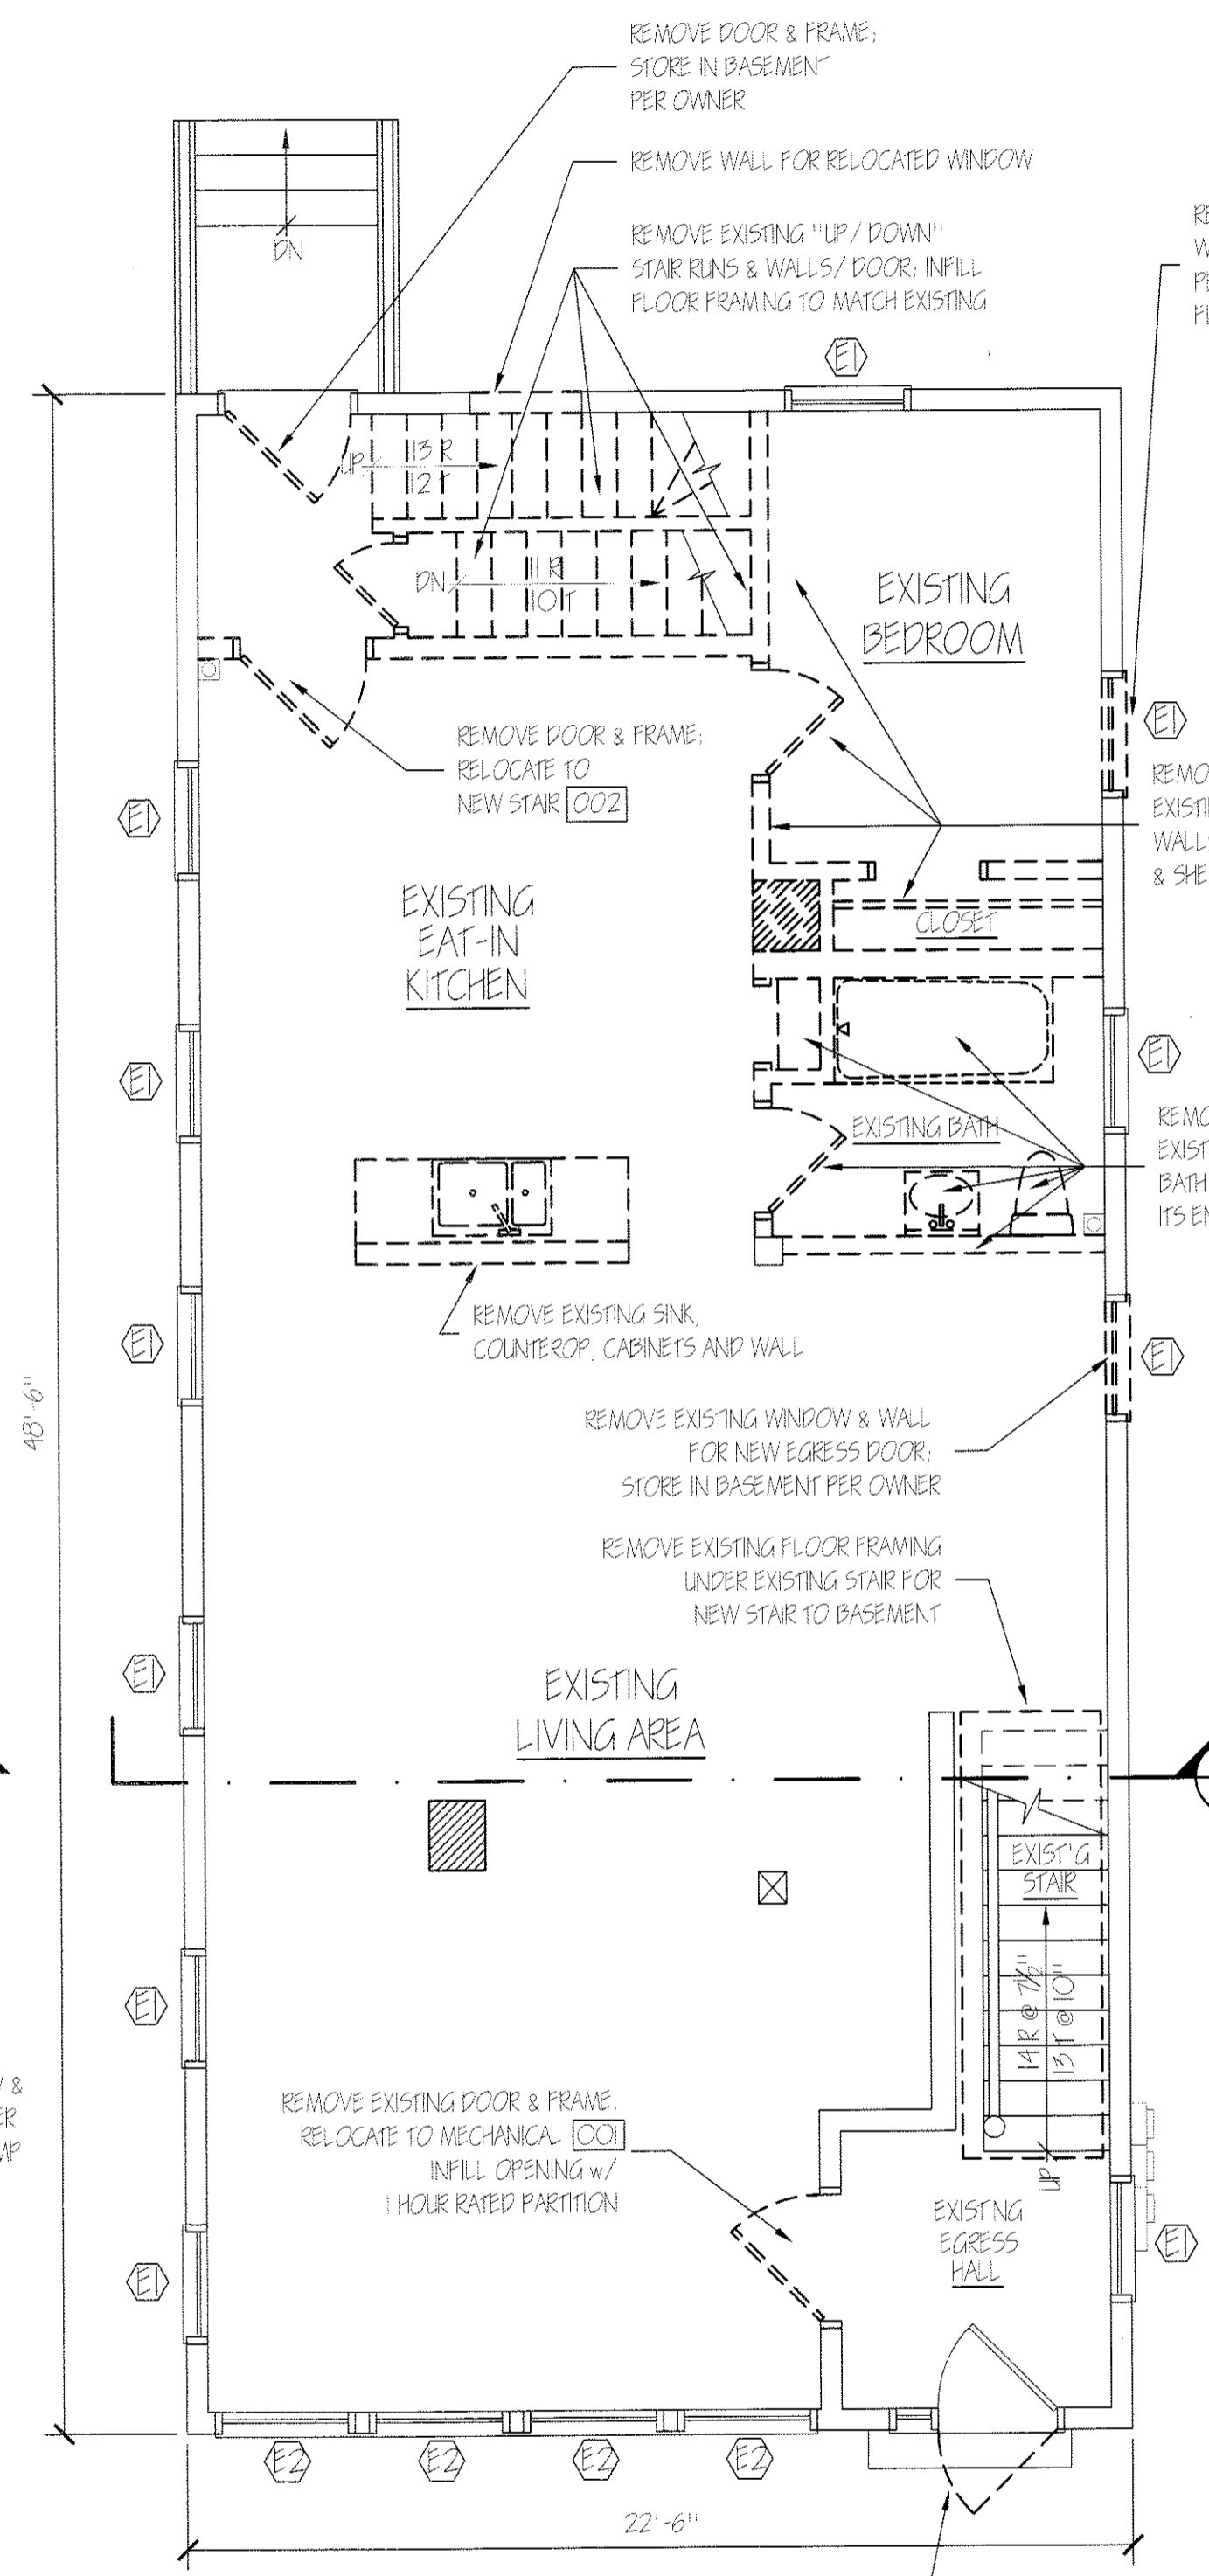 REMOVE DOOR & FRAME;
STORE IN BASEMENT
PER OWNER
REMOVE WALL FOR RELOCATED WINDOW
REMOVE EXISTING "UP/DOWN"
STAIR RUNS & WALLS/DOOR; INFILL
FLOOR FRAMING TO MATCH EXISTING
DN
E1
UP
13 R
12 T
DN
11 R
10 T
EXISTING
BEDROOM
E1
REMOVE DOOR & FRAME;
RELOCATE TO
NEW STAIR 002
E1
EXISTING
EAT-IN
KITCHEN
CLOSET
& SHE
E1
E1
EXISTING BATH
BATH
REMOVE EXISTING SINK,
COUNTEROP, CABINETS AND WALL
E1
E1
48'-6"
REMOVE EXISTING WINDOW & WALL
FOR NEW EGRESS DOOR;
STORE IN BASEMENT PER OWNER
REMOVE EXISTING FLOOR FRAMING
UNDER EXISTING STAIR FOR
NEW STAIR TO BASEMENT
E1
EXISTING
LIVING AREA
EXIST'G
STAIR
14 R @ 7½"
13 T @ 10"
UP
E1
REMOVE EXISTING DOOR & FRAME.
RELOCATE TO MECHANICAL 001
INFILL OPENING w/
1 HOUR RATED PARTITION
EXISTING
EGRESS
HALL
E1
E1
E2
E2
E2
E2
22'-6"